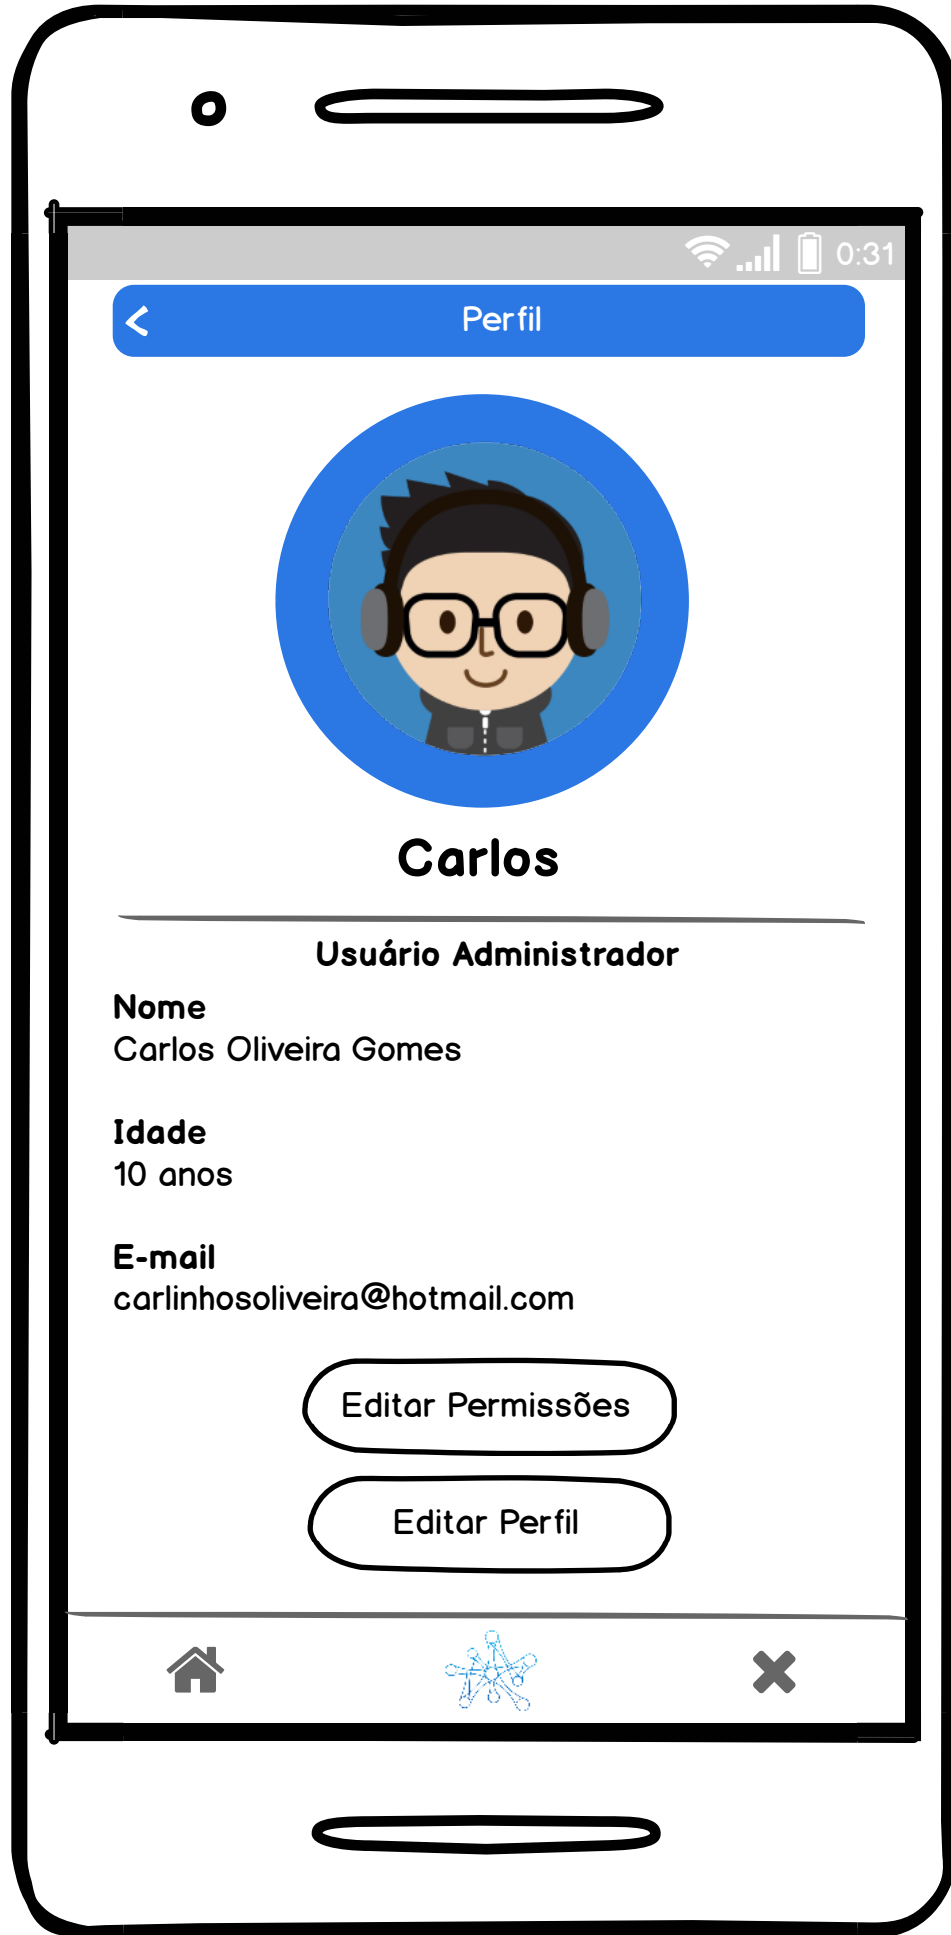 0:31
Perfil
Carlos
Usuário Administrador
Nome
Carlos Oliveira Gomes
Idade
10 anos
E-mail
carlinhosoliveira@hotmail.com
Editar Permissões
Editar Perfil